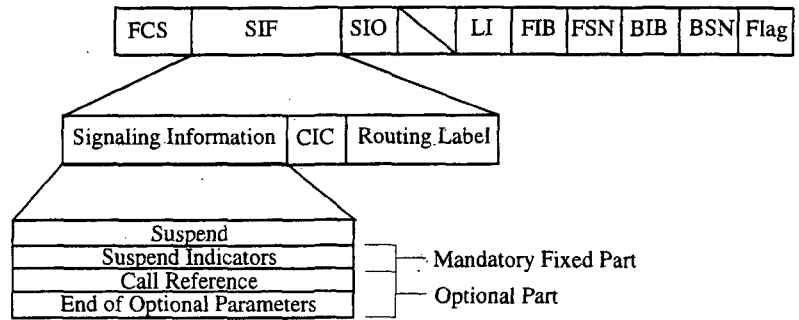 FCS SIF SIO LI FIB FSN BIB BSN Flag
Signaling Information CIC Routing Label
Suspend
Suspend Indicators
Mandatory Fixed Part
Call Reference
End of Optional Parameters
Optional Part